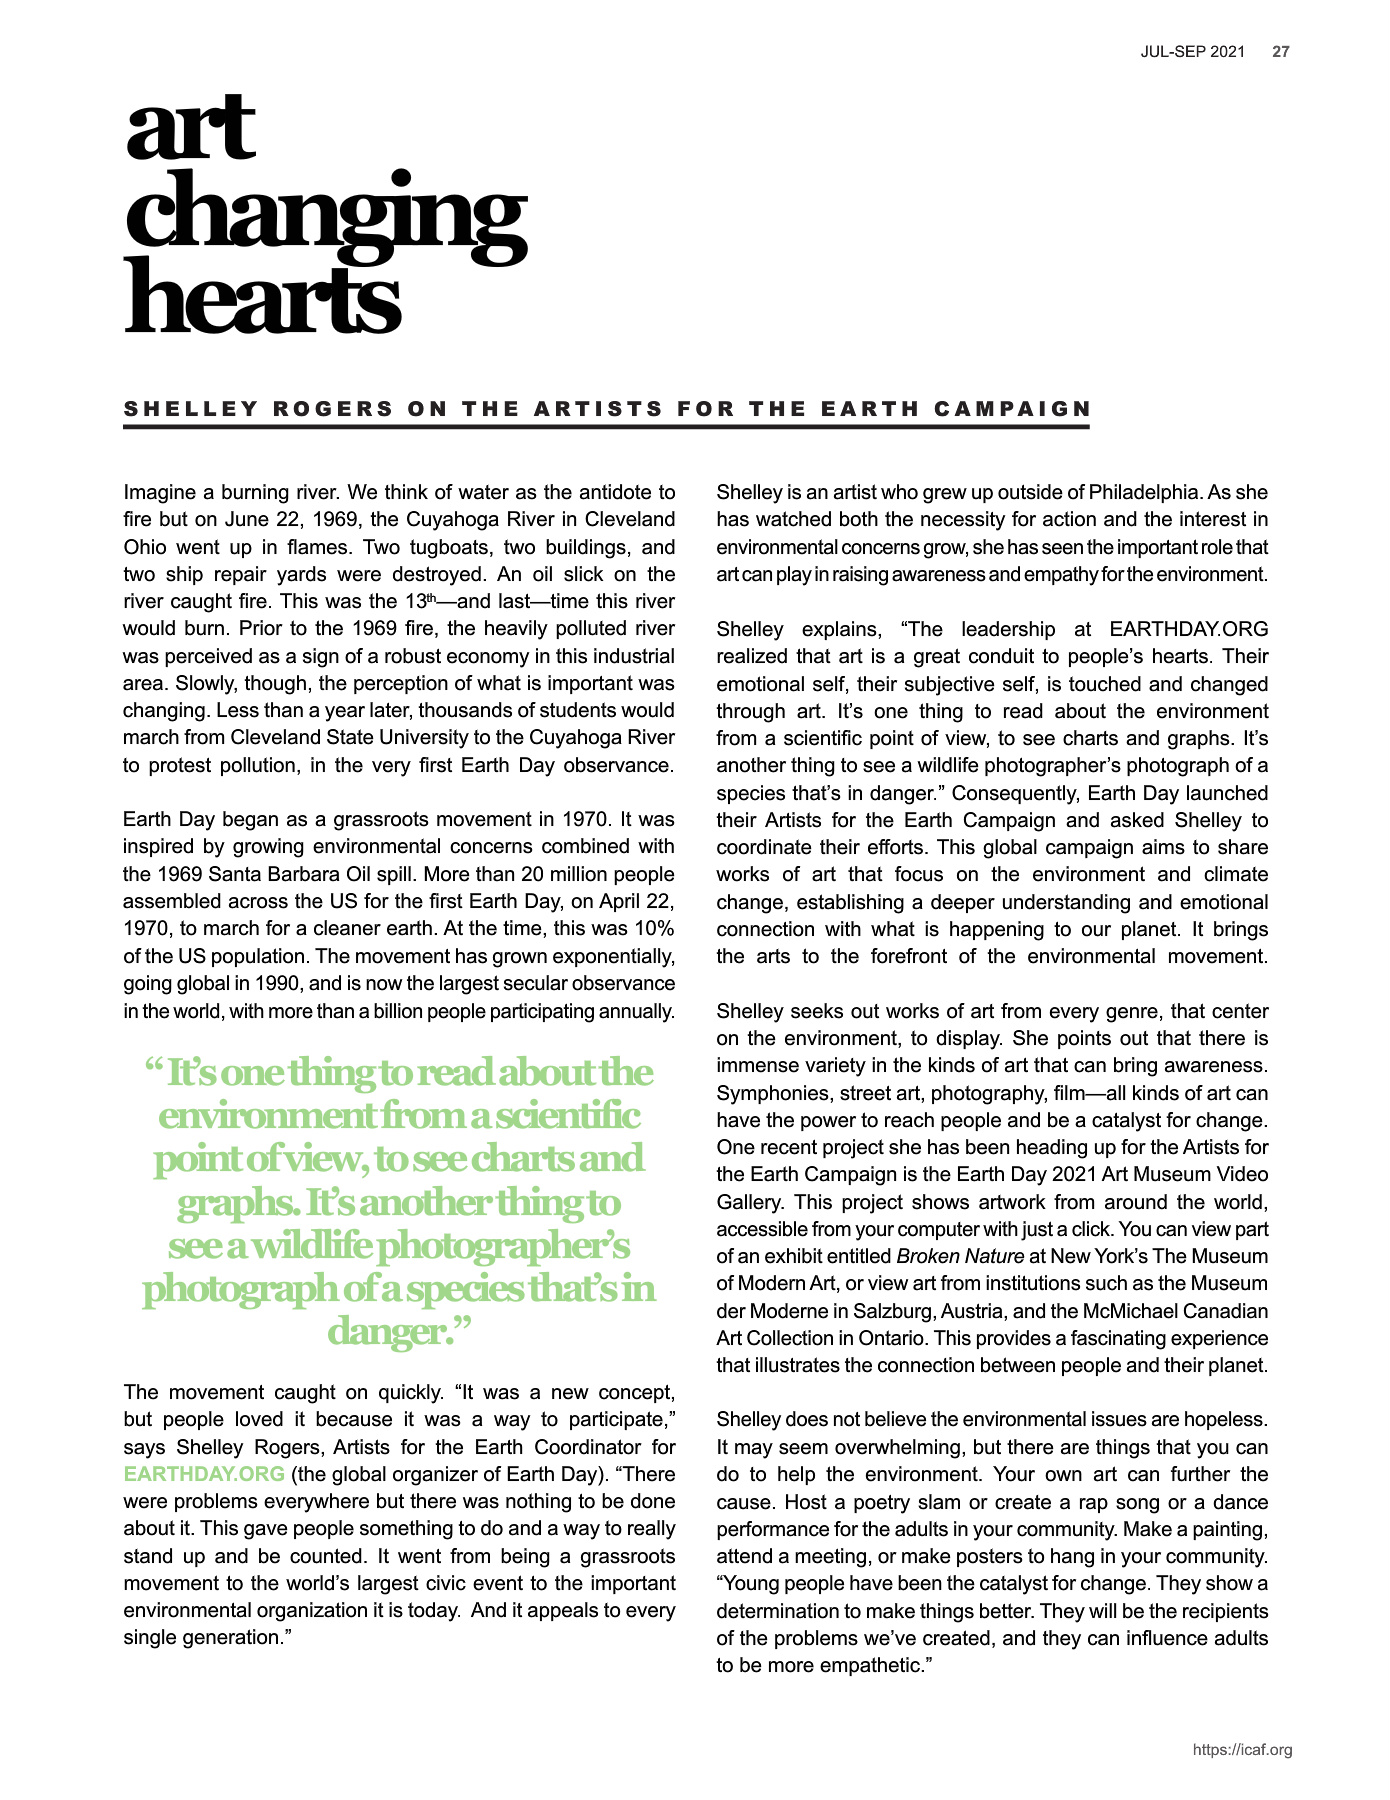 JUL-SEP 2021 27
art
changing
hearts
SHELLEY ROGERS ON THE ARTISTS FOR THE EARTH CAMPAIGN
Imagine a burning river. We think of water as the antidote to
fire but on June 22, 1969, the Cuyahoga River in Cleveland
Ohio went up in flames. Two tugboats, two buildings, and
two ship repair yards were destroyed. An oil slick on the
river caught fire. This was the 13th—and last—time this river
would burn. Prior to the 1969 fire, the heavily polluted river
was perceived as a sign of a robust economy in this industrial
area. Slowly, though, the perception of what is important was
changing. Less than a year later, thousands of students would
march from Cleveland State University to the Cuyahoga River
to protest pollution, in the very first Earth Day observance.
Earth Day began as a grassroots movement in 1970. It was
inspired by growing environmental concerns combined with
the 1969 Santa Barbara Oil spill. More than 20 million people
assembled across the US for the first Earth Day, on April 22,
1970, to march for a cleaner earth. At the time, this was 10%
of the US population. The movement has grown exponentially,
going global in 1990, and is now the largest secular observance
in the world, with more than a billion people participating annually.
“It’s one thing to read about the
environment from a scientific
point of view, to see charts and
graphs. It’s another thing to
see a wildlife photographer’s
photograph of a species that’s in
danger.”
The movement caught on quickly. “It was a new concept,
but people loved it because it was a way to participate,”
says Shelley Rogers, Artists for the Earth Coordinator for
EARTHDAY.ORG (the global organizer of Earth Day). “There
were problems everywhere but there was nothing to be done
about it. This gave people something to do and a way to really
stand up and be counted. It went from being a grassroots
movement to the world’s largest civic event to the important
environmental organization it is today. And it appeals to every
single generation.”
Shelley is an artist who grew up outside of Philadelphia. As she
has watched both the necessity for action and the interest in
environmental concerns grow, she has seen the important role that
art can play in raising awareness and empathy for the environment.
Shelley explains, “The leadership at EARTHDAY.ORG
realized that art is a great conduit to people’s hearts. Their
emotional self, their subjective self, is touched and changed
through art. It’s one thing to read about the environment
from a scientific point of view, to see charts and graphs. It’s
another thing to see a wildlife photographer’s photograph of a
species that’s in danger.” Consequently, Earth Day launched
their Artists for the Earth Campaign and asked Shelley to
coordinate their efforts. This global campaign aims to share
works of art that focus on the environment and climate
change, establishing a deeper understanding and emotional
connection with what is happening to our planet. It brings
the arts to the forefront of the environmental movement.
Shelley seeks out works of art from every genre, that center
on the environment, to display. She points out that there is
immense variety in the kinds of art that can bring awareness.
Symphonies, street art, photography, film—all kinds of art can
have the power to reach people and be a catalyst for change.
One recent project she has been heading up for the Artists for
the Earth Campaign is the Earth Day 2021 Art Museum Video
Gallery. This project shows artwork from around the world,
accessible from your computer with just a click. You can view part
of an exhibit entitled Broken Nature at New York’s The Museum
of Modern Art, or view art from institutions such as the Museum
der Moderne in Salzburg, Austria, and the McMichael Canadian
Art Collection in Ontario. This provides a fascinating experience
that illustrates the connection between people and their planet.
Shelley does not believe the environmental issues are hopeless.
It may seem overwhelming, but there are things that you can
do to help the environment. Your own art can further the
cause. Host a poetry slam or create a rap song or a dance
performance for the adults in your community. Make a painting,
attend a meeting, or make posters to hang in your community.
“Young people have been the catalyst for change. They show a
determination to make things better. They will be the recipients
of the problems we’ve created, and they can influence adults
to be more empathetic.”
https://icaf.org